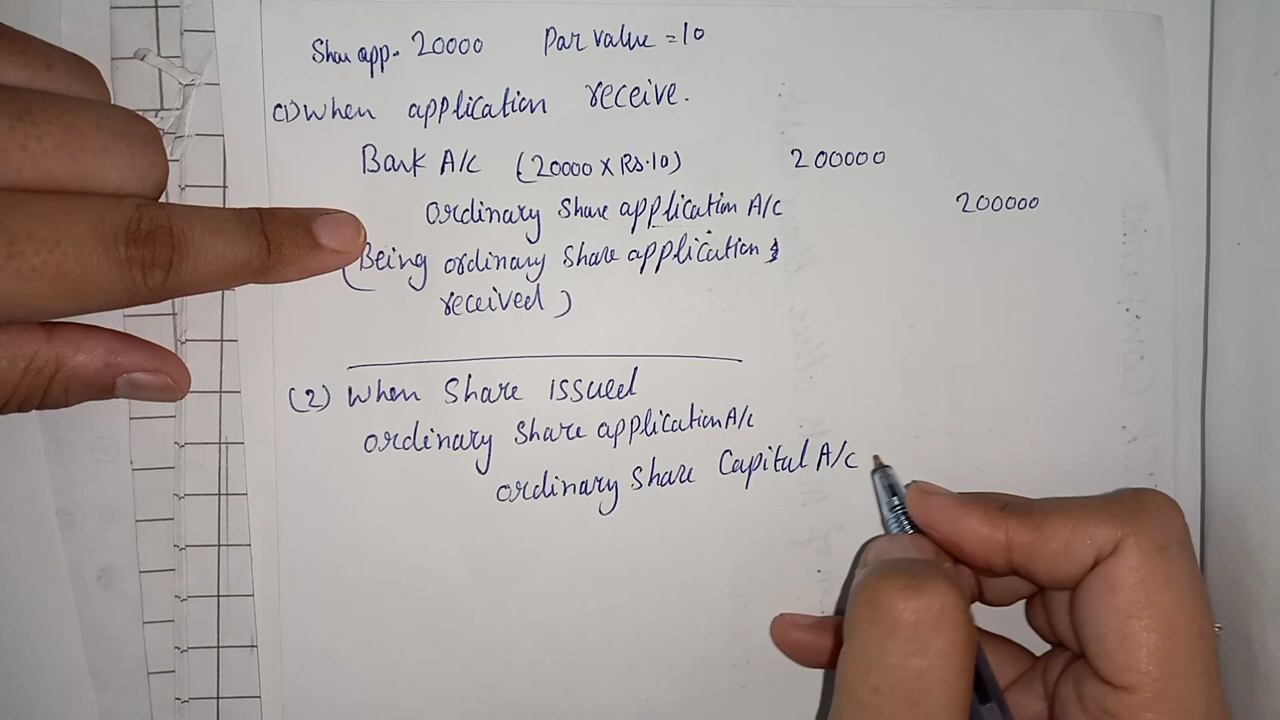 Share app. 20000 Par value = 10
(1) When application receive.
Bank A/c (20000 X Rs.10) 200000
ordinary share application A/c 200000
(Being ordinary share application
received)
(2) When share issued
ordinary share application A/c
ordinary share Capital A/c